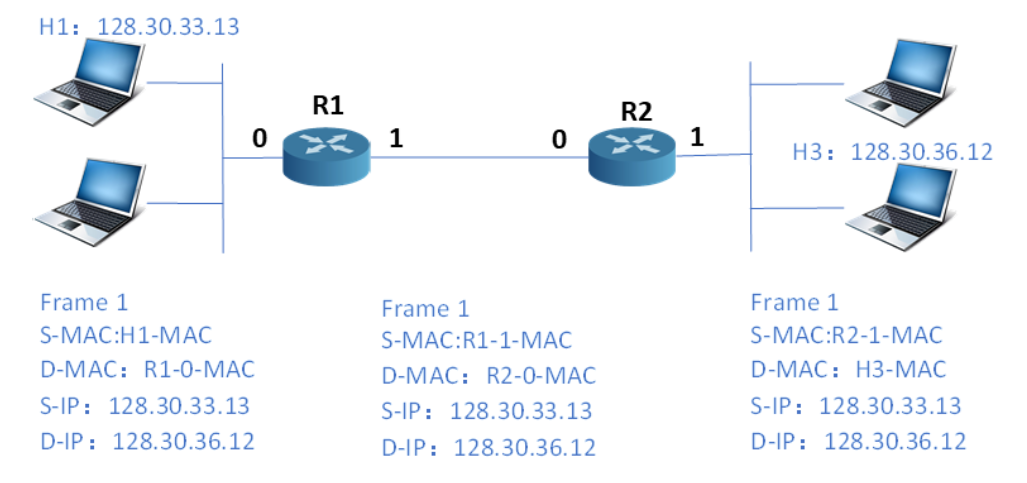 H1：128.30.33.13
R1
0
1
R2
0
1
H3：128.30.36.12
Frame 1
S-MAC:H1-MAC
D-MAC：R1-0-MAC
S-IP：128.30.33.13
D-IP：128.30.36.12
Frame 1
S-MAC:R1-1-MAC
D-MAC：R2-0-MAC
S-IP：128.30.33.13
D-IP：128.30.36.12
Frame 1
S-MAC:R2-1-MAC
D-MAC：H3-MAC
S-IP：128.30.33.13
D-IP：128.30.36.12